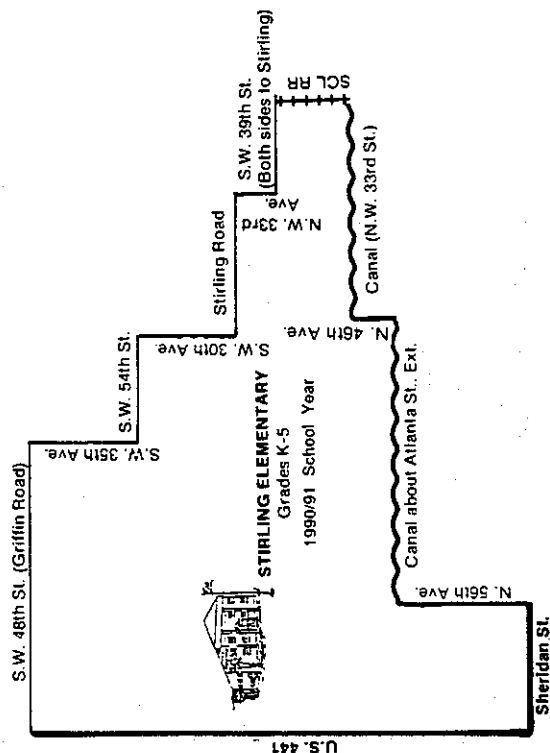 S.W. 48th St. (Griffin Road)
S.W. 35th Ave.
S.W. 54th St.
S.W. 30th Ave.
Stirling Road
N.W. 33rd
Ave.
S.W. 39th St.
(Both sides to Stirling)
SCL RR
Canal (N.W. 33rd St.)
N. 46th Ave.
Canal about Atlanta St., Ext.
N. 56th Ave.
Sheridan St.
U.S. 441
STIRLING ELEMENTARY
Grades K-5
1990/91 School Year